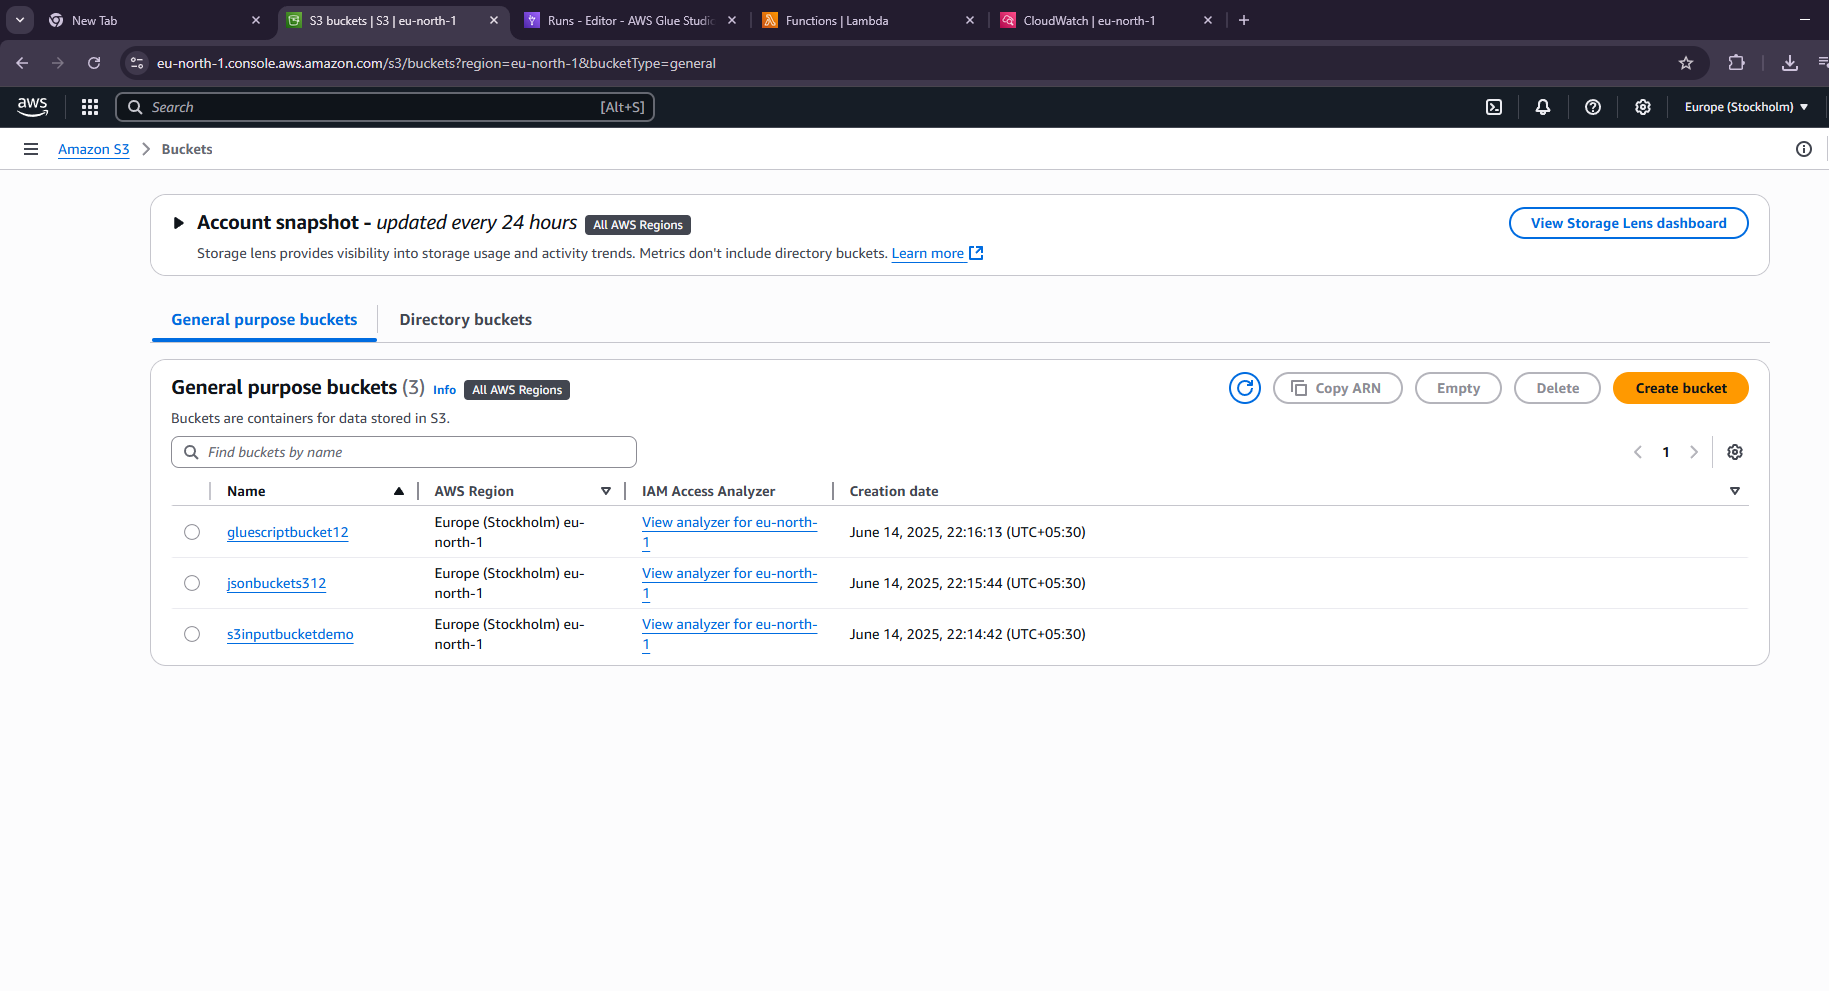 New Tab
S3 buckets | S3 | eu-north-1
Runs - Editor - AWS Glue Studio
Functions | Lambda
CloudWatch | eu-north-1
eu-north-1.console.aws.amazon.com/s3/buckets?region=eu-north-1&bucketType=general
aws
Search
[Alt+S]
Europe (Stockholm)
Amazon S3
Buckets
Account snapshot - updated every 24 hours
All AWS Regions
View Storage Lens dashboard
Storage lens provides visibility into storage usage and activity trends. Metrics don't include directory buckets. Learn more
General purpose buckets
Directory buckets
General purpose buckets (3)
Info
All AWS Regions
Copy ARN
Empty
Delete
Create bucket
Buckets are containers for data stored in S3.
Find buckets by name
1
Name
AWS Region
IAM Access Analyzer
Creation date
gluescriptbucket12
Europe (Stockholm) eu-
north-1
View analyzer for eu-north-
1
June 14, 2025, 22:16:13 (UTC+05:30)
jsonbuckets312
Europe (Stockholm) eu-
north-1
View analyzer for eu-north-
1
June 14, 2025, 22:15:44 (UTC+05:30)
s3inputbucketdemo
Europe (Stockholm) eu-
north-1
View analyzer for eu-north-
1
June 14, 2025, 22:14:42 (UTC+05:30)